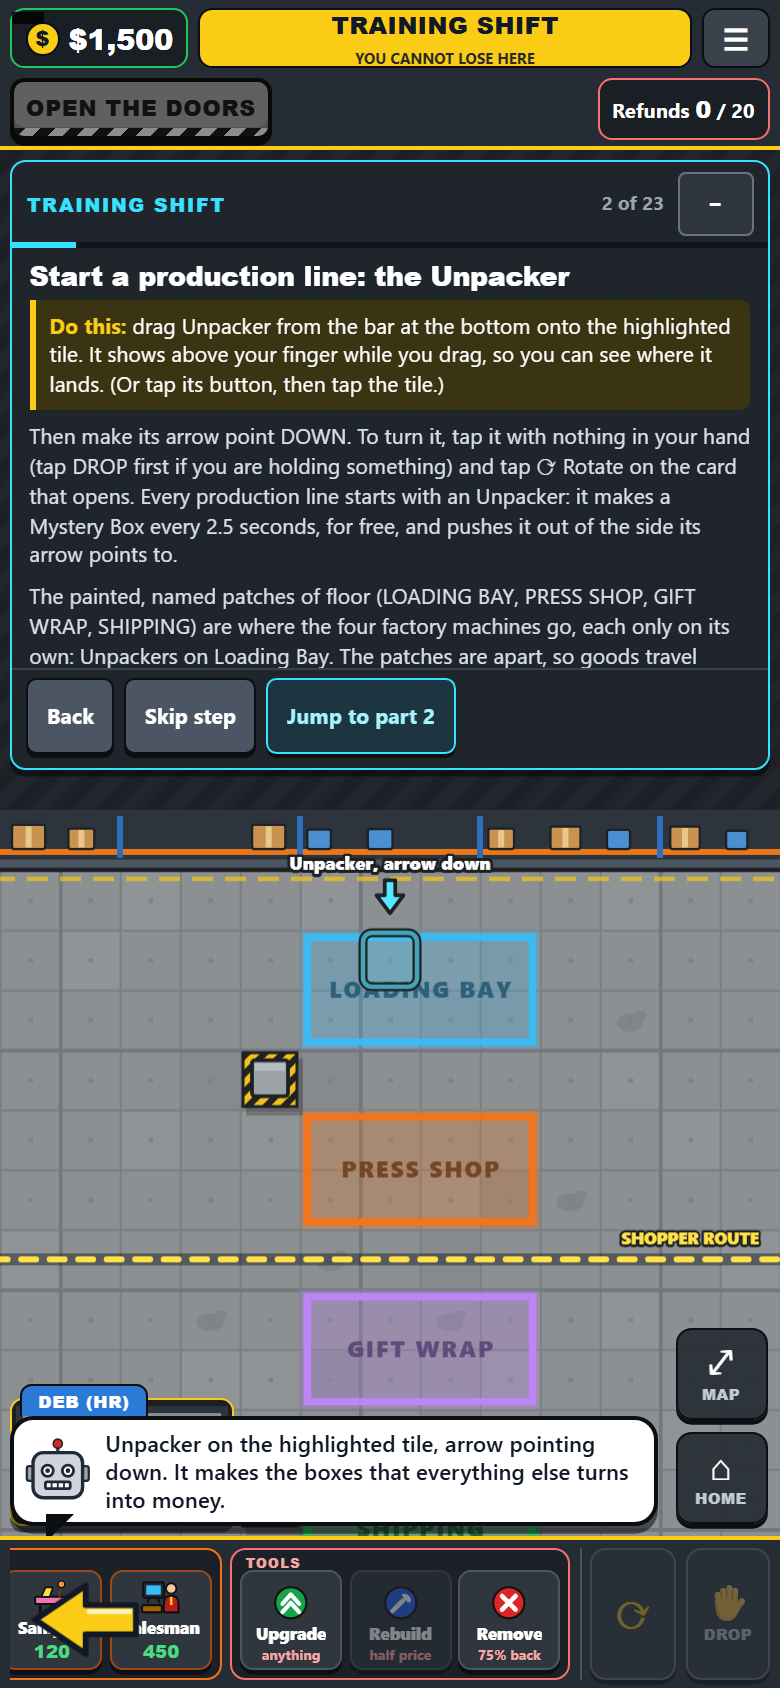 $ $1,500
TRAINING SHIFT
YOU CANNOT LOSE HERE
OPEN THE DOORS
Refunds 0 / 20
TRAINING SHIFT
2 of 23
Start a production line: the Unpacker
Do this: drag Unpacker from the bar at the bottom onto the highlighted
tile. It shows above your finger while you drag, so you can see where it
lands. (Or tap its button, then tap the tile.)
Then make its arrow point DOWN. To turn it, tap it with nothing in your hand
(tap DROP first if you are holding something) and tap ⟳ Rotate on the card
that opens. Every production line starts with an Unpacker: it makes a
Mystery Box every 2.5 seconds, for free, and pushes it out of the side its
arrow points to.
The painted, named patches of floor (LOADING BAY, PRESS SHOP, GIFT
WRAP, SHIPPING) are where the four factory machines go, each only on its
own: Unpackers on Loading Bay. The patches are apart, so goods travel
Back
Skip step
Jump to part 2
Unpacker, arrow down
LOADING BAY
PRESS SHOP
SHOPPER ROUTE
GIFT WRAP
MAP
DEB (HR)
Unpacker on the highlighted tile, arrow pointing
down. It makes the boxes that everything else turns
into money.
HOME
SHIPPING
120
450
TOOLS
Upgrade
anything
Rebuild
half price
Remove
75% back
DROP